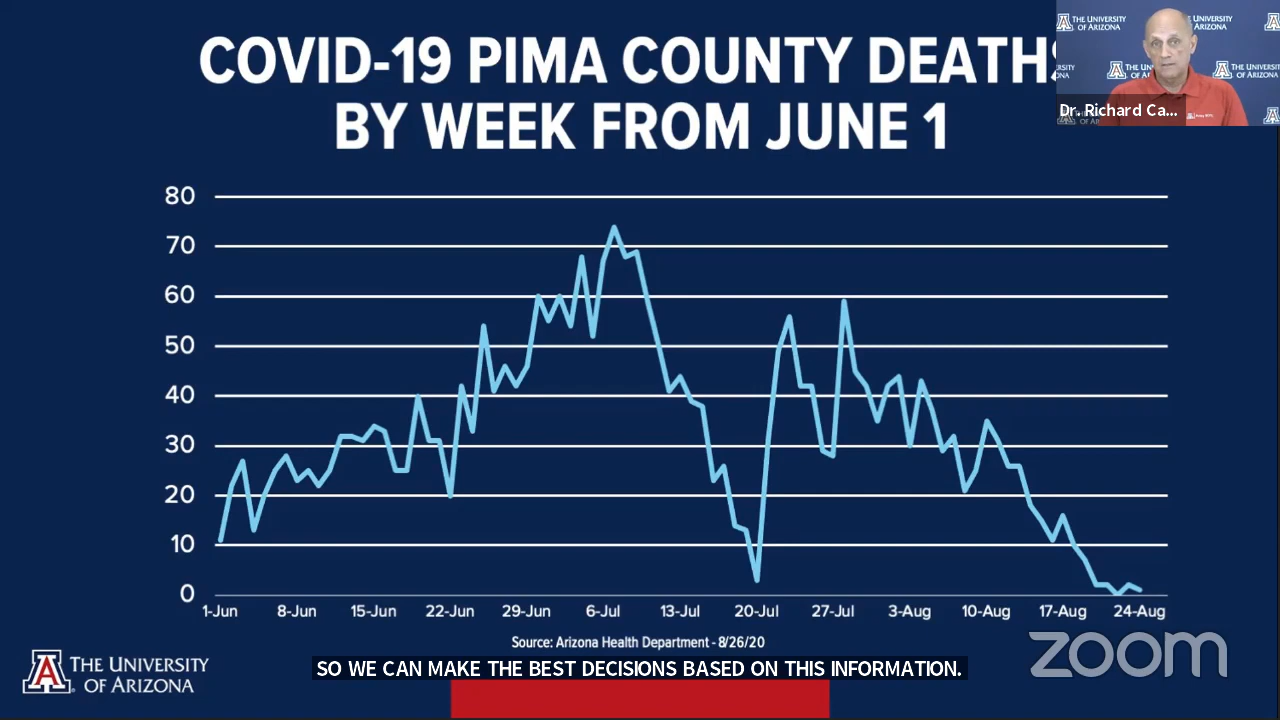 COVID-19 PIMA COUNTY DEATHS
BY WEEK FROM JUNE 1
THE UNIVERSITY
OF ARIZONA
Dr. Richard Ca...
80
70
60
50
40
30
20
10
0
1-Jun 8-Jun 15-Jun 22-Jun 29-Jun 6-Jul 13-Jul 20-Jul 27-Jul 3-Aug 10-Aug 17-Aug 24-Aug
Source: Arizona Health Department - 8/26/20
A THE UNIVERSITY
OF ARIZONA
SO WE CAN MAKE THE BEST DECISIONS BASED ON THIS INFORMATION.
zoom